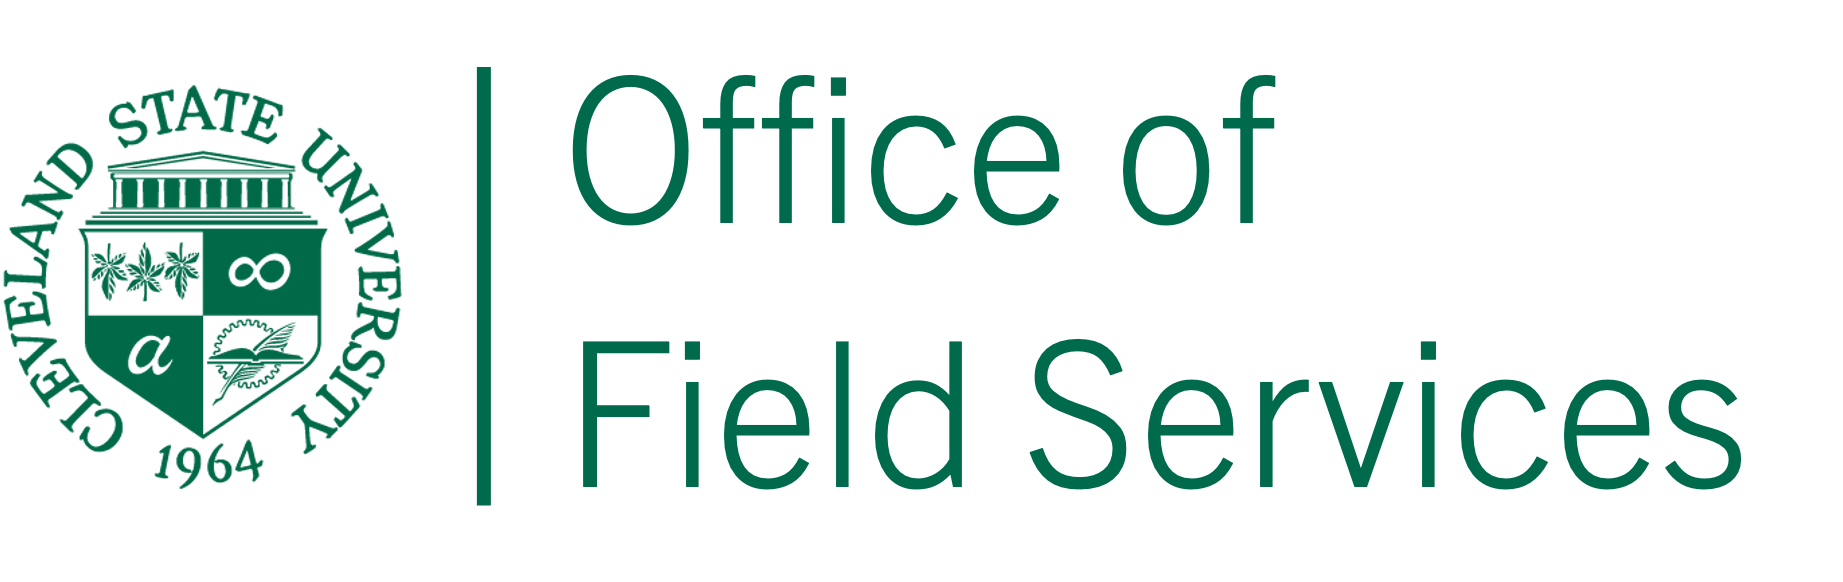 CLEVELAND STATE UNIVERSITY
1964
∞
a
Office of
Field Services